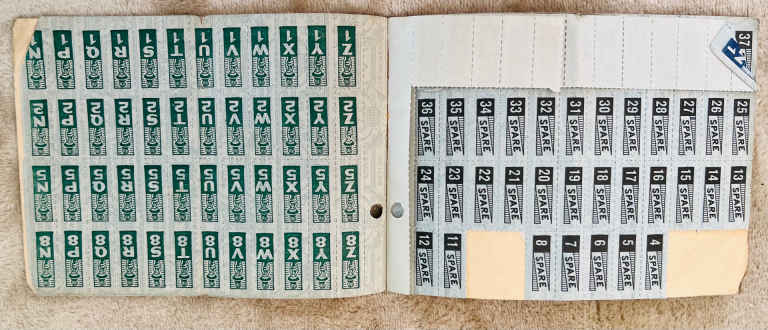 N1 P1 Q1 R1 S1 T1 U1 V1 W1 X1 Y1 Z1
N2 P2 Q2 R2 S2 T2 U2 V2 W2 X2 Y2 Z2
N5 P5 Q5 R5 S5 T5 U5 V5 W5 X5 Y5 Z5
N8 P8 Q8 R8 S8 T8 U8 V8 W8 X8 Y8 Z8
37
36 SPARE 35 SPARE 34 SPARE 33 SPARE 32 SPARE 31 SPARE 30 SPARE 29 SPARE 28 SPARE 27 SPARE 26 SPARE 25 SPARE
24 SPARE 23 SPARE 22 SPARE 21 SPARE 20 SPARE 19 SPARE 18 SPARE 17 SPARE 16 SPARE 15 SPARE 14 SPARE 13 SPARE
12 SPARE 11 SPARE 8 SPARE 7 SPARE 6 SPARE 5 SPARE 4 SPARE